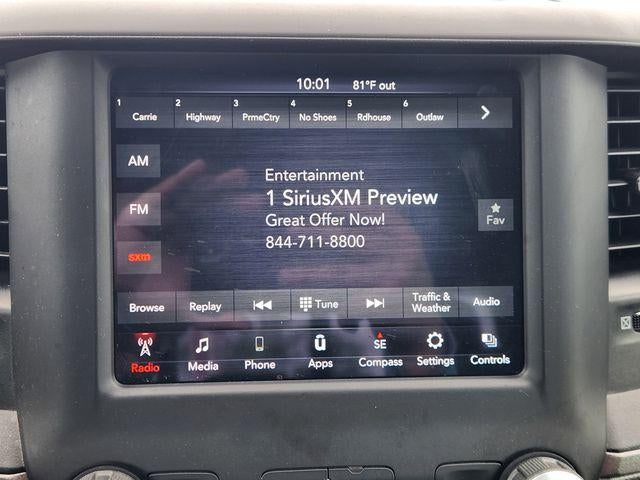 10:01 81°F out
1 Carrie 2 Highway 3 PrmeCtry 4 No Shoes 5 Rdhouse 6 Outlaw
AM
Entertainment
1 SiriusXM Preview
FM
Great Offer Now!
Fav
844-711-8800
sxm
Browse Replay Tune Traffic & Weather Audio
SE
Radio Media Phone Apps Compass Settings Controls